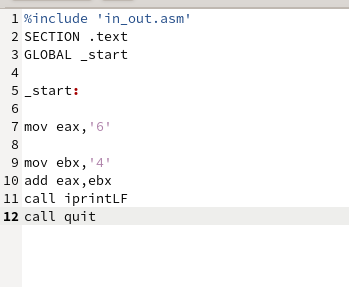 1 %include 'in_out.asm'
2 SECTION .text
3 GLOBAL _start
4
5 _start:
6
7 mov eax,'6'
8
9 mov ebx,'4'
10 add eax,ebx
11 call iprintLF
12 call quit